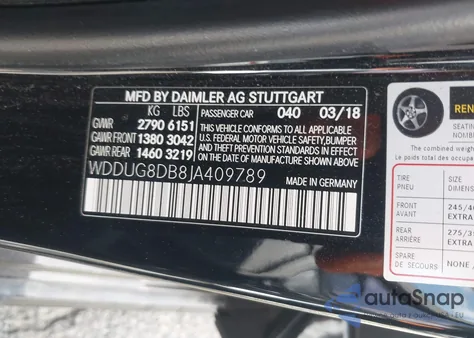 MFD BY DAIMLER AG STUTTGART
KG LBS PASSENGER CAR 040 03/18
GVWR 2790 6151
GAWR FRONT 1380 3042
GAWR REAR 1460 3219
THIS VEHICLE CONFORMS TO ALL
APPLICABLE U.S. FEDERAL MOTOR
VEHICLE SAFETY, BUMPER
AND THEFT PREVENTION STANDARDS
IN EFFECT ON THE DATE OF
MANUFACTURE SHOWN ABOVE.
WDDUG8DB8JA409789
MADE IN GERMANY
The combined weight
TIRE
PNEU
SIZE
FRONT
AVANT
245/4
EXTRA
REAR
ARRIÈRE
275/3
EXTRA
SPARE
DE SECOURS
NONE
autoSnap